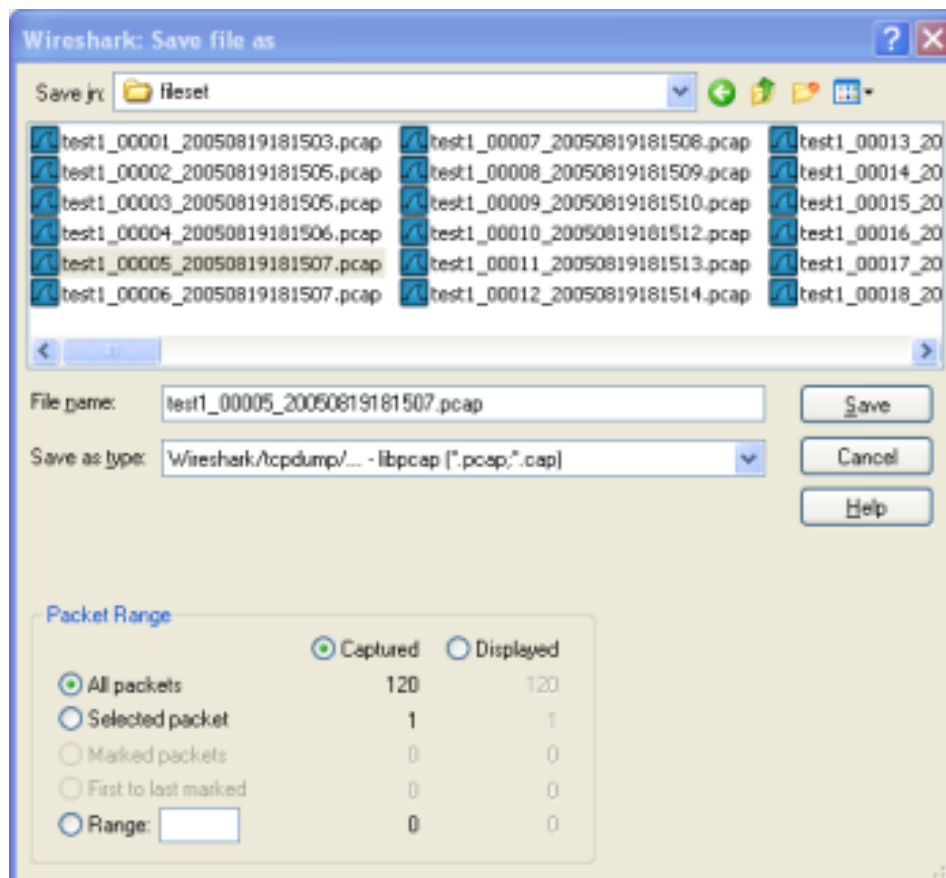 Wireshark: Save file as
Save in: fileset
test1_00001_20050819181503.pcap test1_00007_20050819181508.pcap test1_00013_20
test1_00002_20050819181505.pcap test1_00008_20050819181509.pcap test1_00014_20
test1_00003_20050819181505.pcap test1_00009_20050819181510.pcap test1_00015_20
test1_00004_20050819181506.pcap test1_00010_20050819181512.pcap test1_00016_20
test1_00005_20050819181507.pcap test1_00011_20050819181513.pcap test1_00017_20
test1_00006_20050819181507.pcap test1_00012_20050819181514.pcap test1_00018_20
File name: test1_00005_20050819181507.pcap Save
Save as type: Wireshark/tcpdump/... - libpcap (*.pcap;*.cap) Cancel
Help
Packet Range
Captured Displayed
All packets 120 120
Selected packet 1 1
Marked packets 0 0
First to last marked 0 0
Range: 0 0